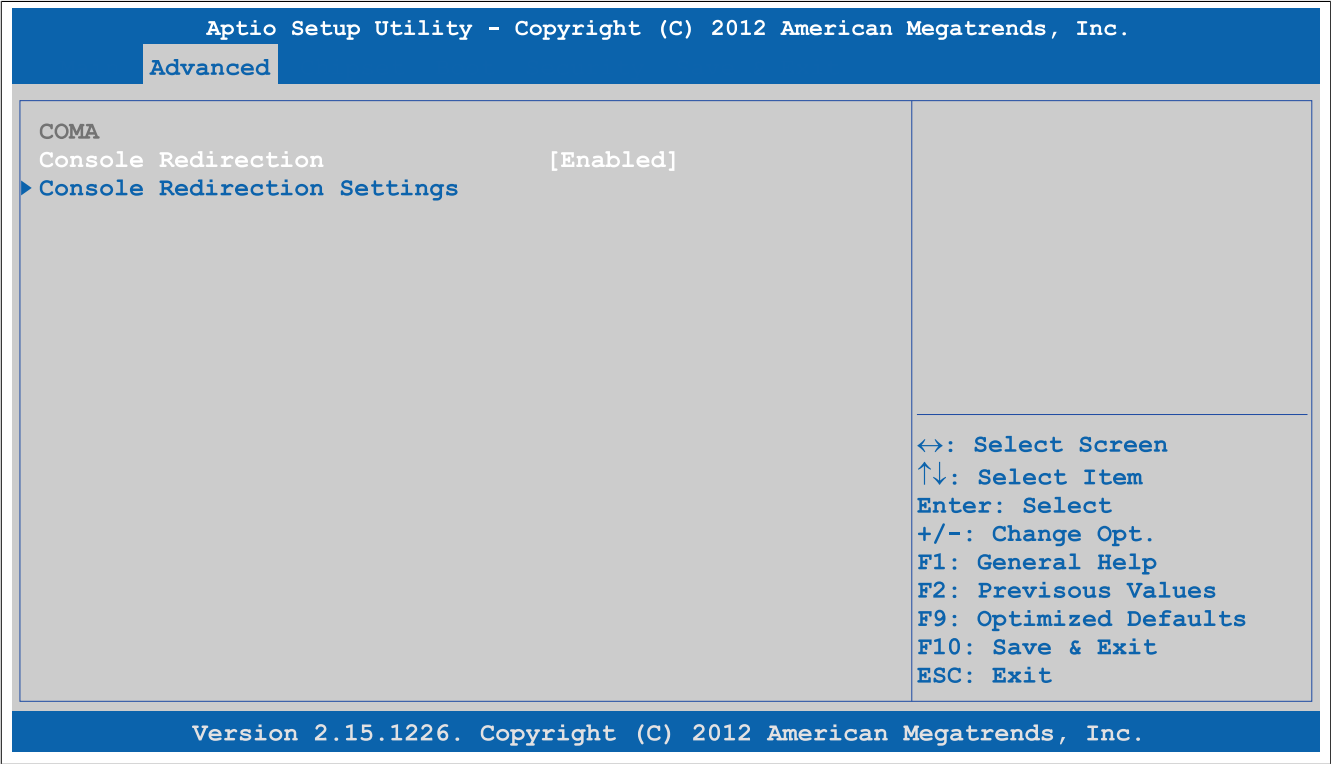 Aptio Setup Utility - Copyright (C) 2012 American Megatrends, Inc.
Advanced
COMA
Console Redirection [Enabled]
Console Redirection Settings
↔: Select Screen
↑↓: Select Item
Enter: Select
+/-: Change Opt.
F1: General Help
F2: Previsous Values
F9: Optimized Defaults
F10: Save & Exit
ESC: Exit
Version 2.15.1226. Copyright (C) 2012 American Megatrends, Inc.